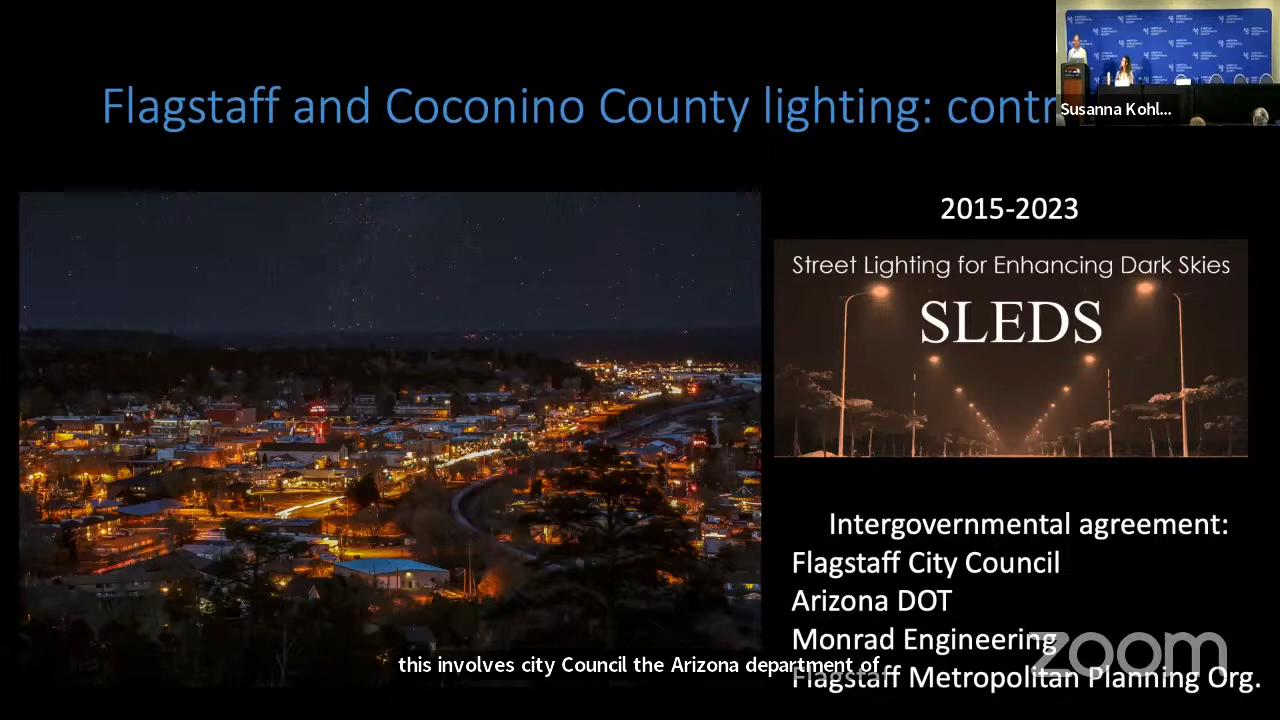 Flagstaff and Coconino County lighting: contr
Susanna Kohl...
2015-2023
Street Lighting for Enhancing Dark Skies
SLEDS
Intergovernmental agreement:
Flagstaff City Council
Arizona DOT
Monrad Engineering
zoom
this involves city Council the Arizona department of
Flagstaff Metropolitan Planning Org.